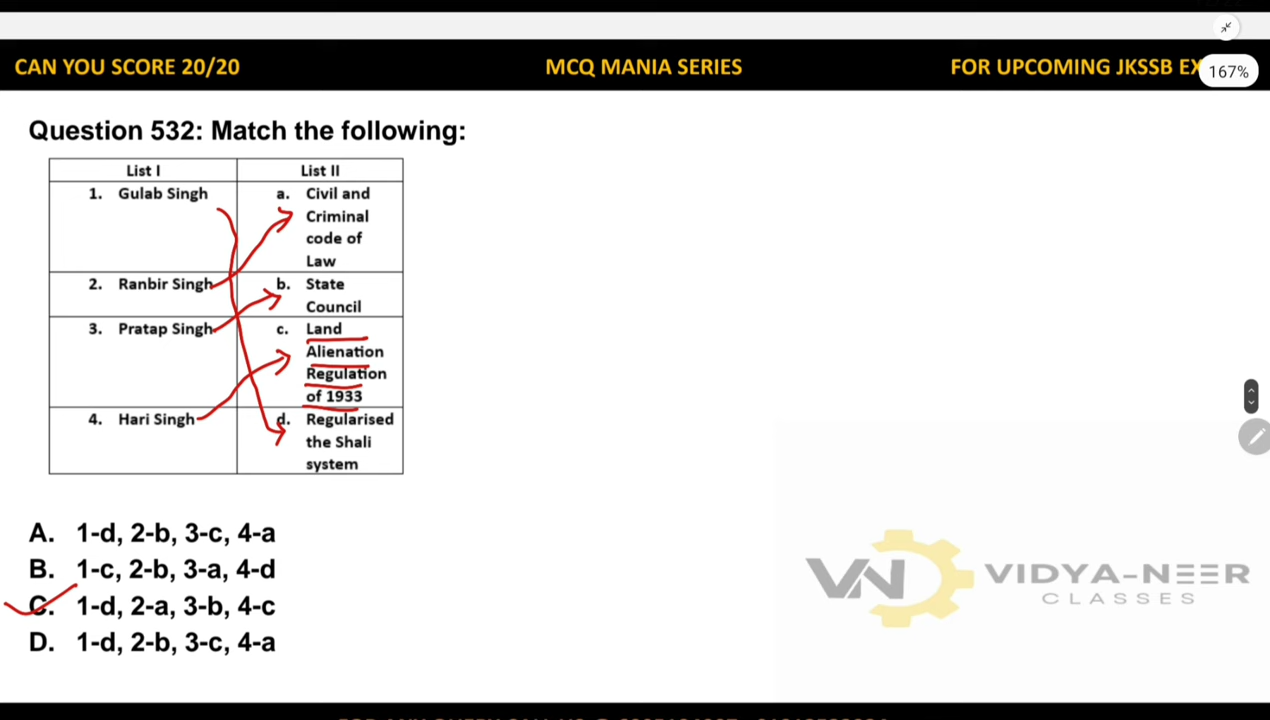 CAN YOU SCORE 20/20 MCQ MANIA SERIES FOR UPCOMING JKSSB
167%
Question 532: Match the following:
List I List II
1. Gulab Singh a. Civil and
Criminal
code of
Law
2. Ranbir Singh b. State
Council
3. Pratap Singh c. Land
Alienation
Regulation
of 1933
4. Hari Singh d. Regularised
the Shali
system
A. 1-d, 2-b, 3-c, 4-a
B. 1-c, 2-b, 3-a, 4-d
C. 1-d, 2-a, 3-b, 4-c
D. 1-d, 2-b, 3-c, 4-a
VN VIDYA-NEER
CLASSES